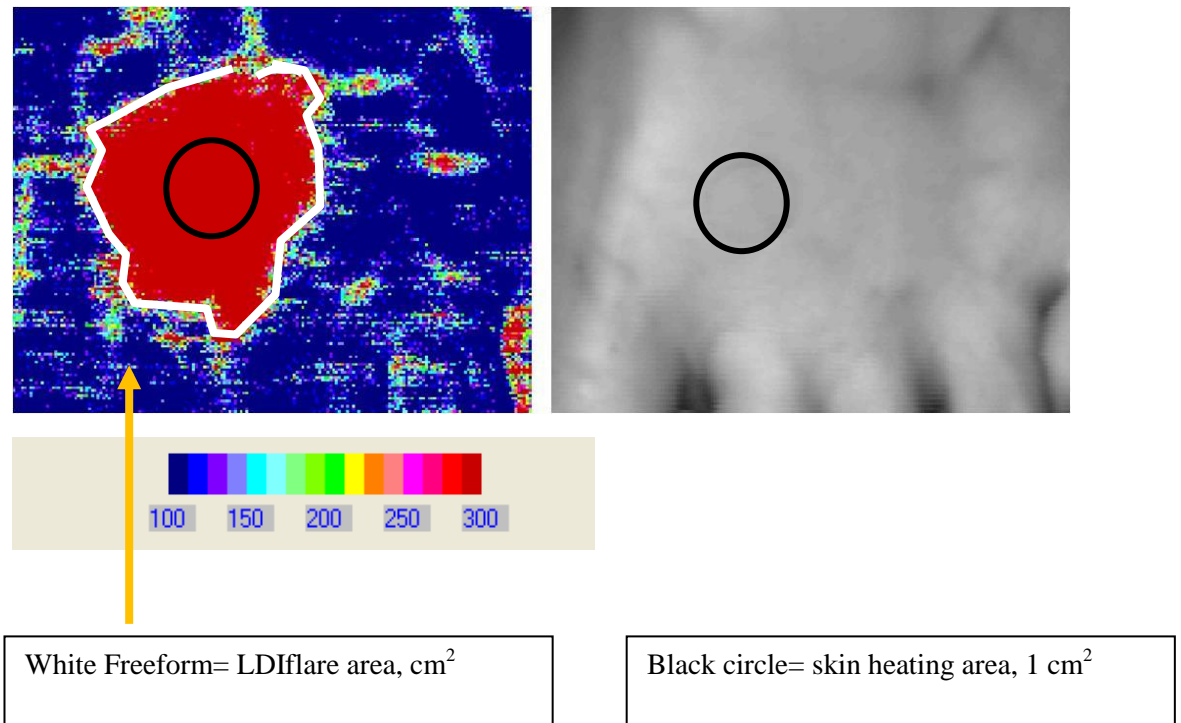 100 150 200 250 300
White Freeform= LDIflare area, cm²
Black circle= skin heating area, 1 cm²